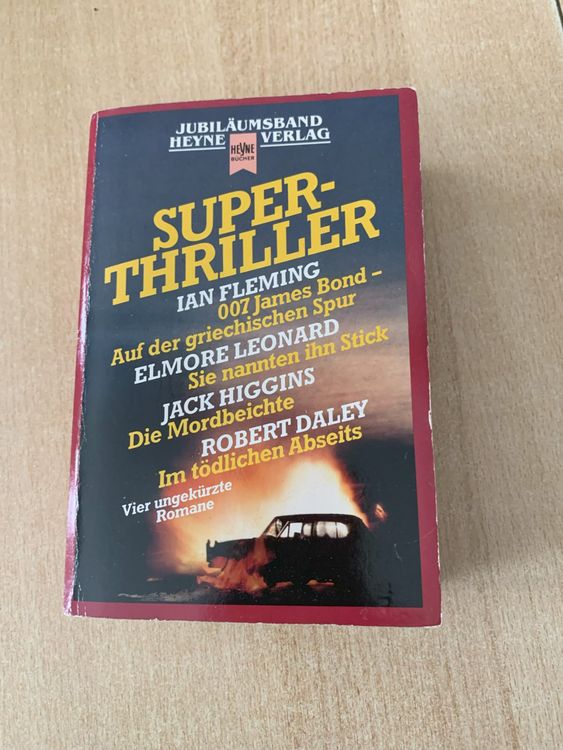 JUBILÄUMSBAND
HEYNE VERLAG
HEYNE
BÜCHER
SUPER-
THRILLER
IAN FLEMING
007 James Bond –
Auf der griechischen Spur
ELMORE LEONARD
Sie nannten ihn Stick
JACK HIGGINS
Die Mordbeichte
ROBERT DALEY
Im tödlichen Abseits
Vier ungekürzte
Romane